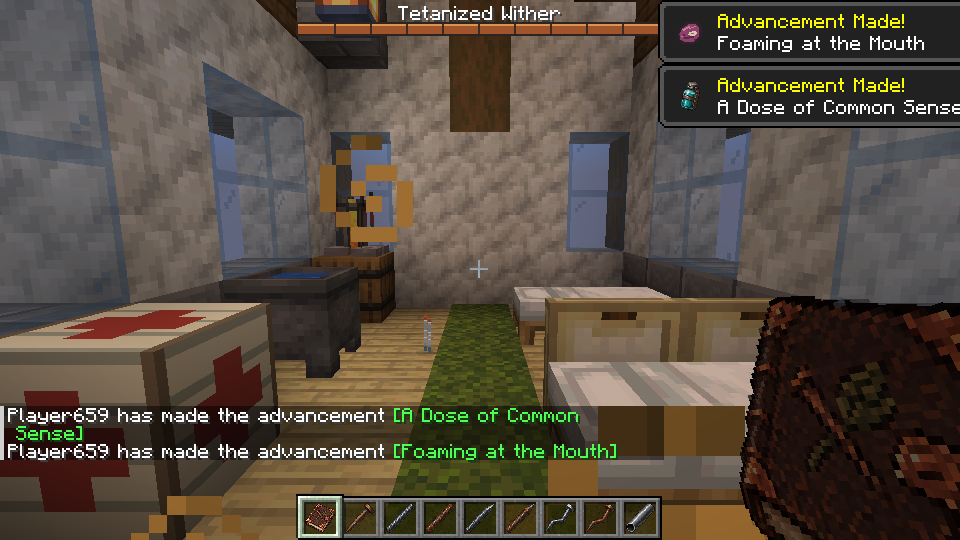 Tetanized Wither
Advancement Made!
Foaming at the Mouth
Advancement Made!
A Dose of Common Sense
Player659 has made the advancement [A Dose of Common
Sense]
Player659 has made the advancement [Foaming at the Mouth]